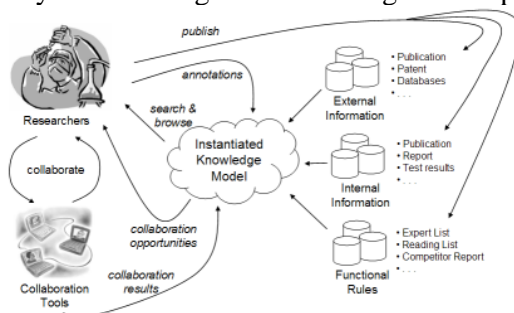 publish
annotations
search &
browse
Researchers
collaborate
Collaboration
Tools
collaboration
opportunities
collaboration
results
Instantiated
Knowledge
Model
External
Information
• Publication
• Patent
• Databases
• . . .
Internal
Information
• Publication
• Report
• Test results
• . . .
Functional
Rules
• Expert List
• Reading List
• Competitor Report
• . . .